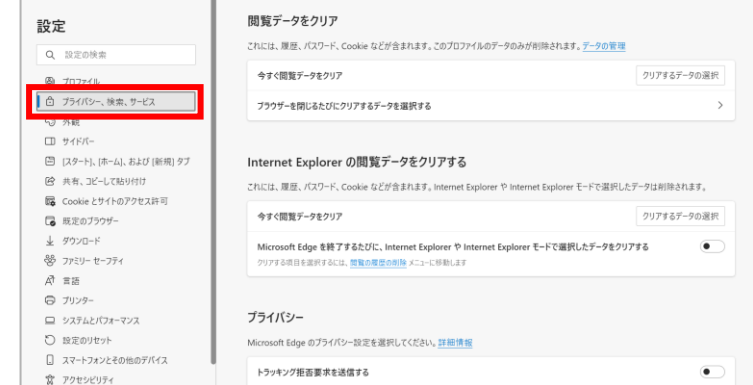 設定
設定の検索
プロファイル
プライバシー、検索、サービス
外観
サイドバー
[スタート]、[ホーム]、および [新規] タブ
共有、コピーして貼り付け
Cookie とサイトのアクセス許可
既定のブラウザー
ダウンロード
ファミリー セーフティ
言語
プリンター
システムとパフォーマンス
設定のリセット
スマートフォンとその他のデバイス
アクセシビリティ
閲覧データをクリア
これには、履歴、パスワード、Cookie などが含まれます。このプロファイルのデータのみが削除されます。データの管理
今すぐ閲覧データをクリア
クリアするデータの選択
ブラウザーを閉じるたびにクリアするデータを選択する
Internet Explorer の閲覧データをクリアする
これには、履歴、パスワード、Cookie などが含まれます。Internet Explorer や Internet Explorer モードで選択したデータは削除されます。
今すぐ閲覧データをクリア
クリアするデータの選択
Microsoft Edge を終了するたびに、Internet Explorer や Internet Explorer モードで選択したデータをクリアする
クリアする項目を選択するには、閲覧の履歴の削除 メニューに移動します
プライバシー
Microsoft Edge のプライバシー設定を選択してください。詳細情報
トラッキング拒否要求を送信する